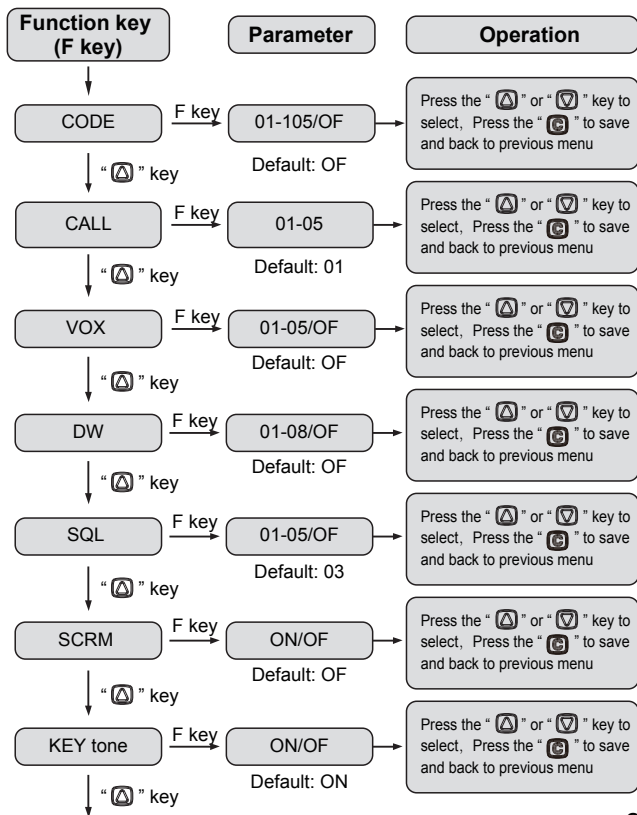 Function key
(F key)
Parameter
Operation
CODE
F key
01-105/OF
Default: OF
Press the “ △ ” or “ ▽ ” key to
select, Press the “ C ” to save
and back to previous menu
“ △ ” key
CALL
F key
01-05
Default: 01
Press the “ △ ” or “ ▽ ” key to
select, Press the “ C ” to save
and back to previous menu
“ △ ” key
VOX
F key
01-05/OF
Default: OF
Press the “ △ ” or “ ▽ ” key to
select, Press the “ C ” to save
and back to previous menu
“ △ ” key
DW
F key
01-08/OF
Default: OF
Press the “ △ ” or “ ▽ ” key to
select, Press the “ C ” to save
and back to previous menu
“ △ ” key
SQL
F key
01-05/OF
Default: 03
Press the “ △ ” or “ ▽ ” key to
select, Press the “ C ” to save
and back to previous menu
“ △ ” key
SCRM
F key
ON/OF
Default: OF
Press the “ △ ” or “ ▽ ” key to
select, Press the “ C ” to save
and back to previous menu
“ △ ” key
KEY tone
F key
ON/OF
Default: ON
Press the “ △ ” or “ ▽ ” key to
select, Press the “ C ” to save
and back to previous menu
“ △ ” key